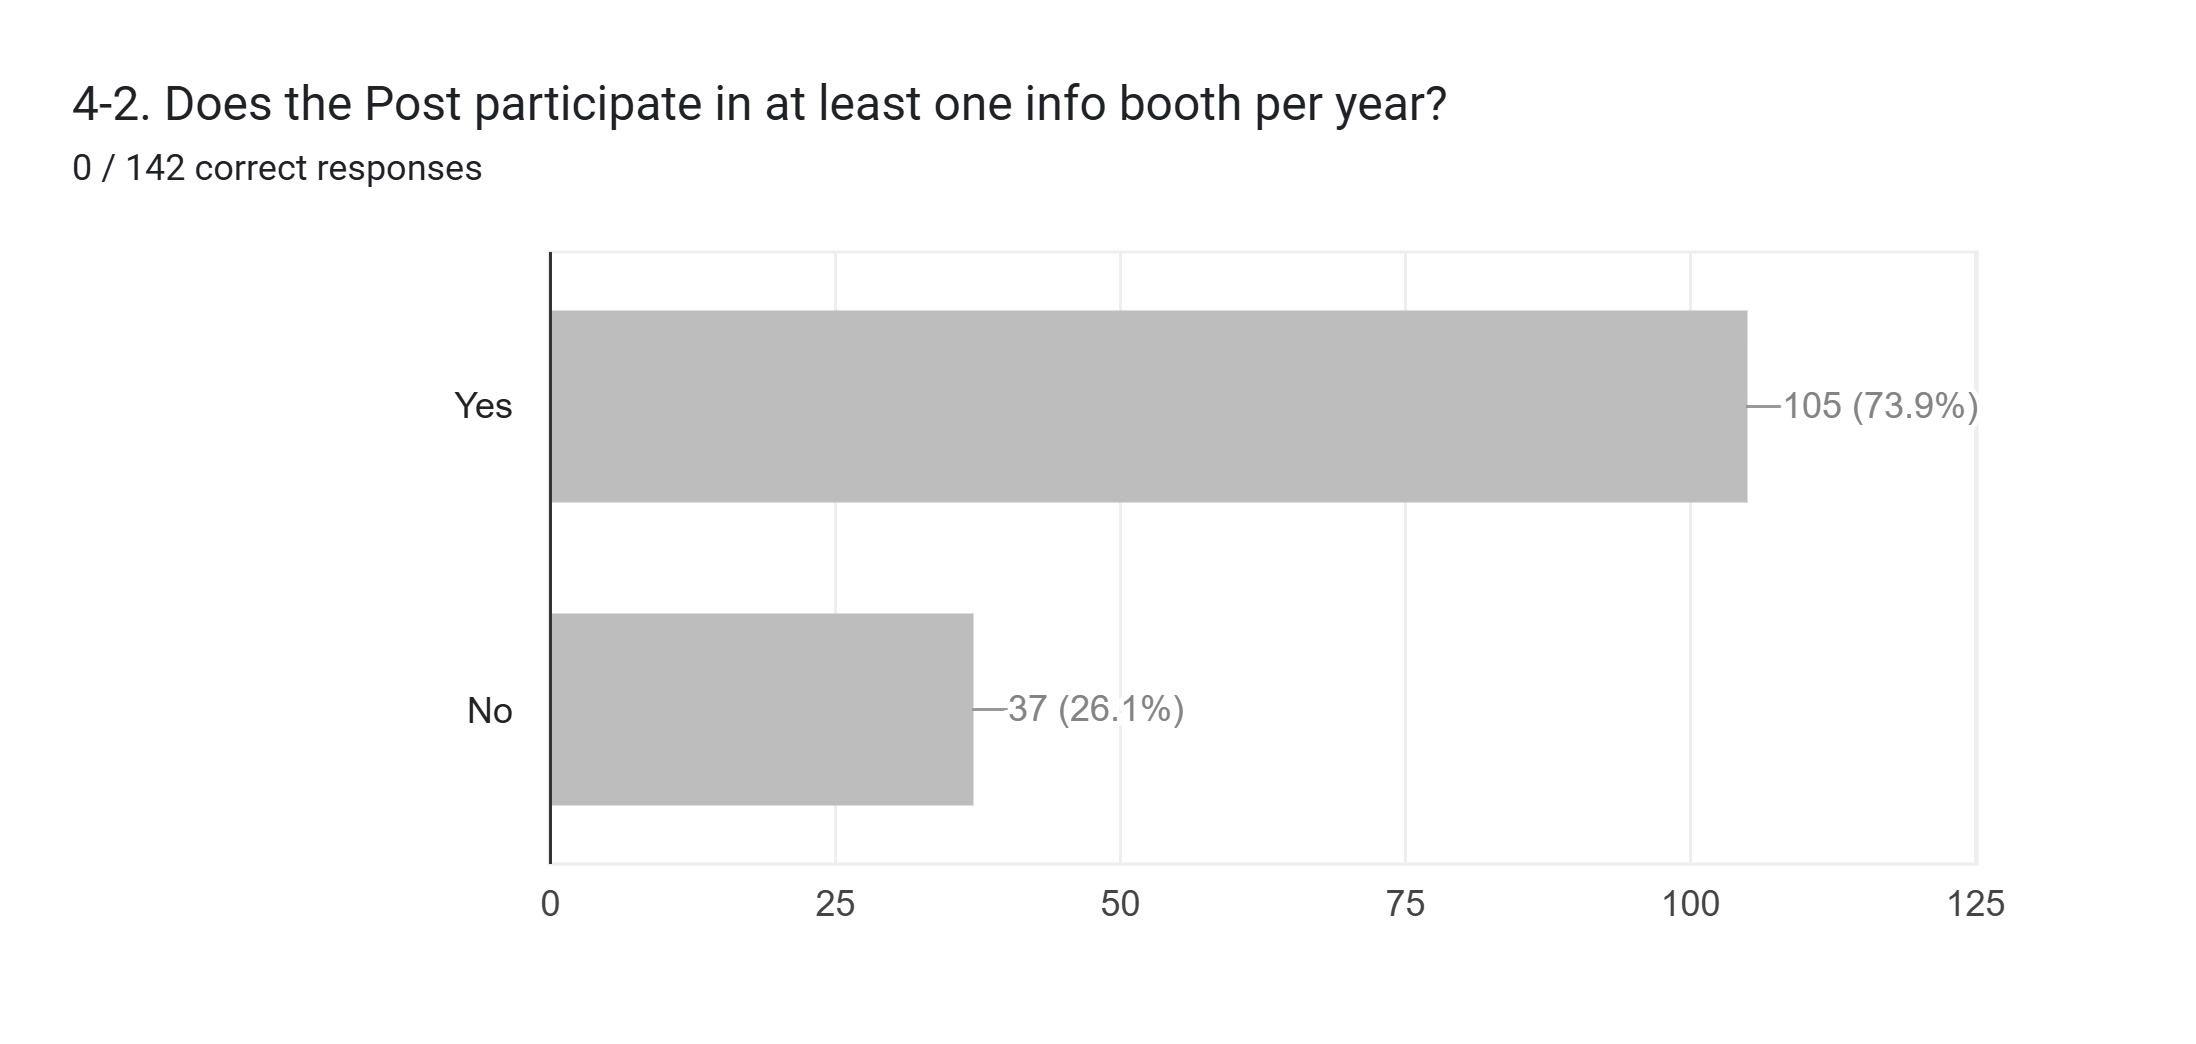 4-2. Does the Post participate in at least one info booth per year?
0 / 142 correct responses
Yes
105 (73.9%)
No
37 (26.1%)
0 25 50 75 100 125